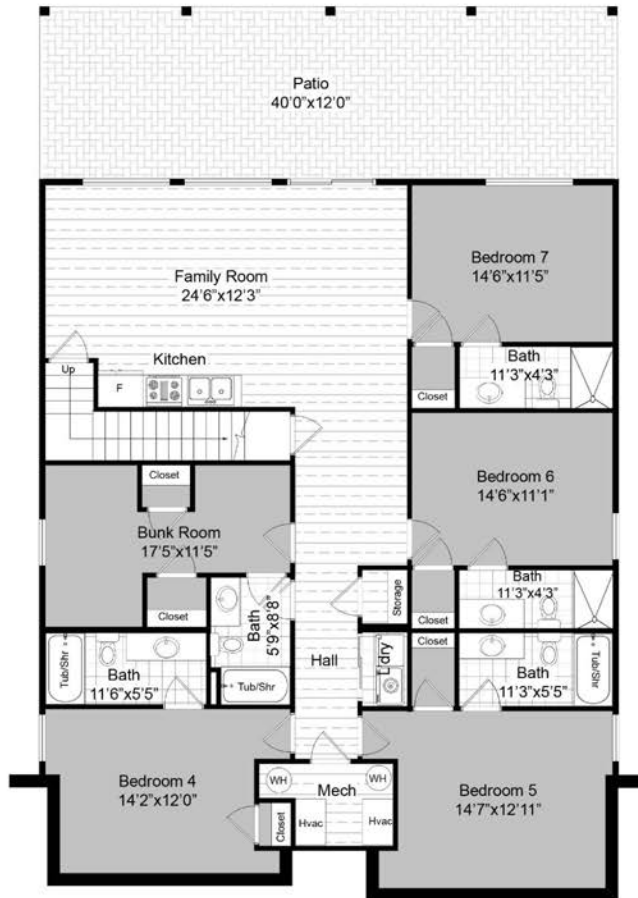 Patio
40'0"x12'0"
Family Room
24'6"x12'3"
Bedroom 7
14'6"x11'5"
Kitchen
Up
F
Bath
11'3"x4'3"
Closet
Closet
Bunk Room
17'5"x11'5"
Bedroom 6
14'6"x11'1"
Closet
Bath
5'9"x8'8"
Storage
Bath
11'3"x4'3"
Closet
Tub/Shr
Bath
11'6"x5'5"
Tub/Shr
Hall
L'dry
Closet
Bath
11'3"x5'5"
Tub/Shr
Bedroom 4
14'2"x12'0"
WH
WH
Mech
Closet
Hvac
Hvac
Bedroom 5
14'7"x12'11"